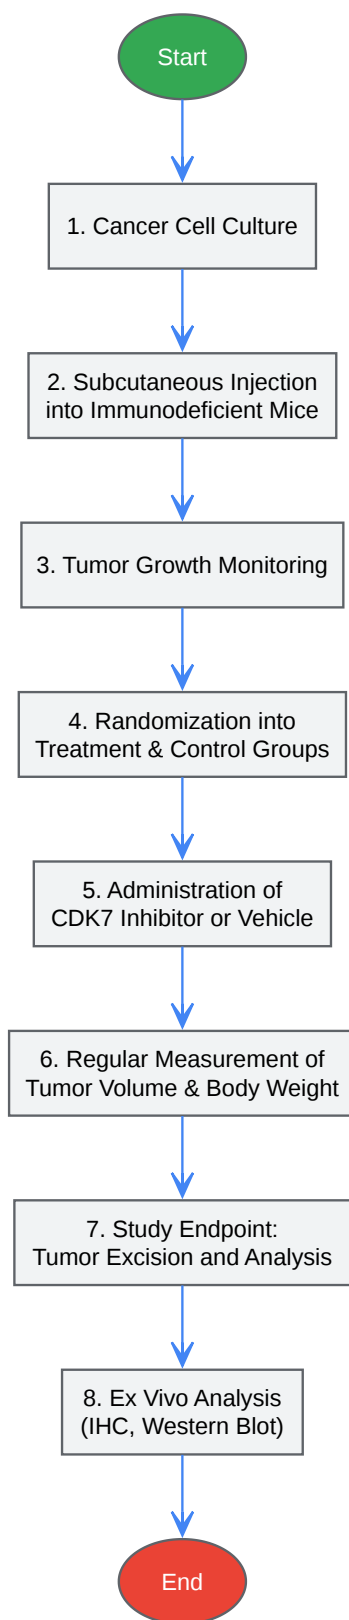 Start
1. Cancer Cell Culture
2. Subcutaneous Injection
into Immunodeficient Mice
3. Tumor Growth Monitoring
4. Randomization into
Treatment & Control Groups
5. Administration of
CDK7 Inhibitor or Vehicle
6. Regular Measurement of
Tumor Volume & Body Weight
7. Study Endpoint:
Tumor Excision and Analysis
8. Ex Vivo Analysis
(IHC, Western Blot)
End